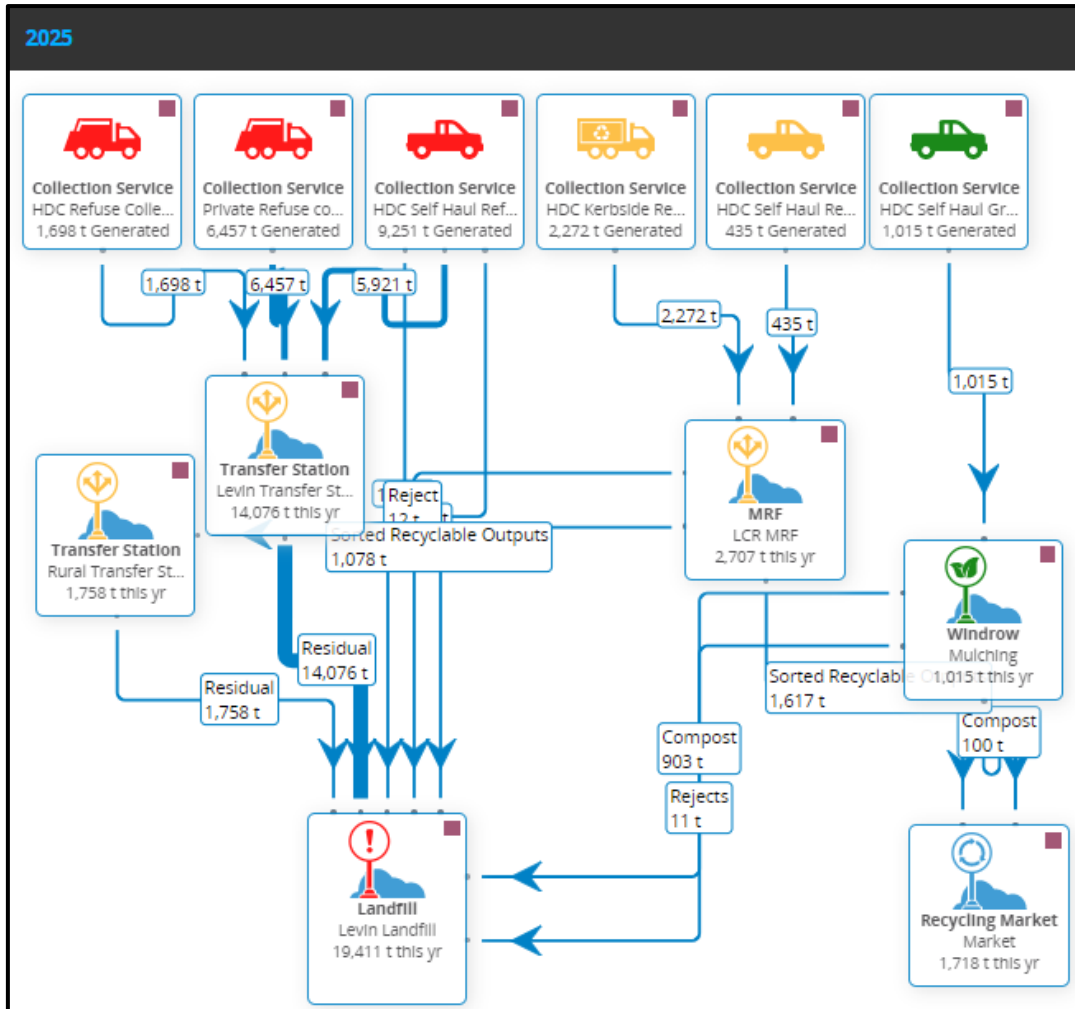 2025
Collection Service
HDC Refuse Colle...
1,698 t Generated
Collection Service
Private Refuse co...
6,457 t Generated
Collection Service
HDC Self Haul Ref...
9,251 t Generated
Collection Service
HDC Kerbside Re...
2,272 t Generated
Collection Service
HDC Self Haul Re...
435 t Generated
Collection Service
HDC Self Haul Gr...
1,015 t Generated
1,698 t
6,457 t
5,921 t
2,272 t
435 t
1,015 t
Transfer Station
Levin Transfer St...
14,076 t this yr
Transfer Station
Rural Transfer St...
1,758 t this yr
Reject
12 t
Sorted Recyclable Outputs
1,078 t
MRF
LCR MRF
2,707 t this yr
Windrow
Mulching
1,015 t this yr
Residual
14,076 t
Residual
1,758 t
Sorted Recyclable
1,617 t
Compost
903 t
Rejects
11 t
Compost
100 t
Landfill
Levin Landfill
19,411 t this yr
Recycling Market
Market
1,718 t this yr